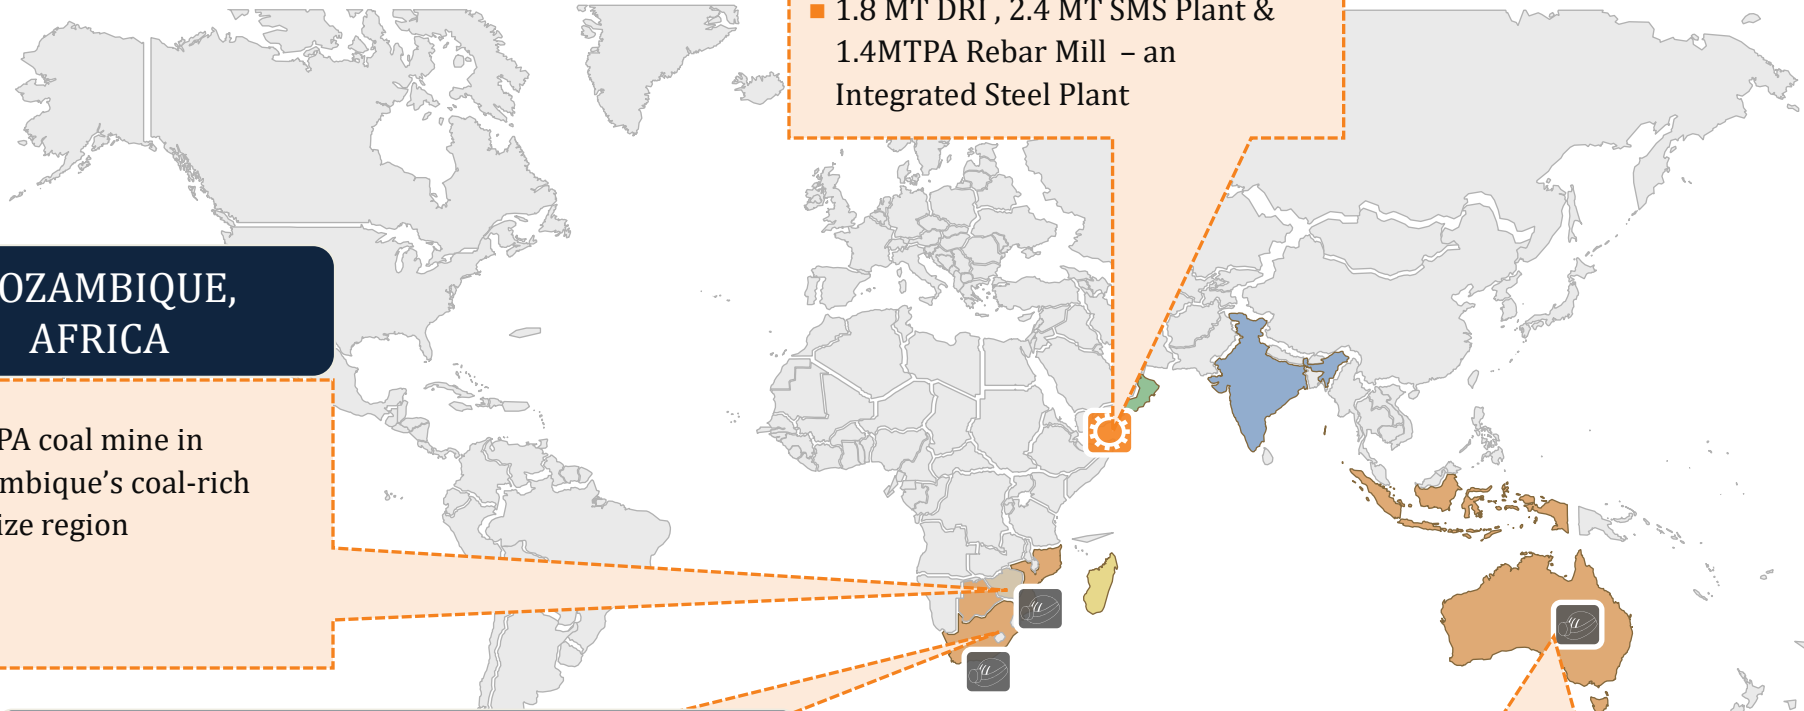 1.8 MT DRI , 2.4 MT SMS Plant &
1.4MTPA Rebar Mill – an
Integrated Steel Plant
OZAMBIQUE,
AFRICA
PA coal mine in
mbique’s coal-rich
ize region